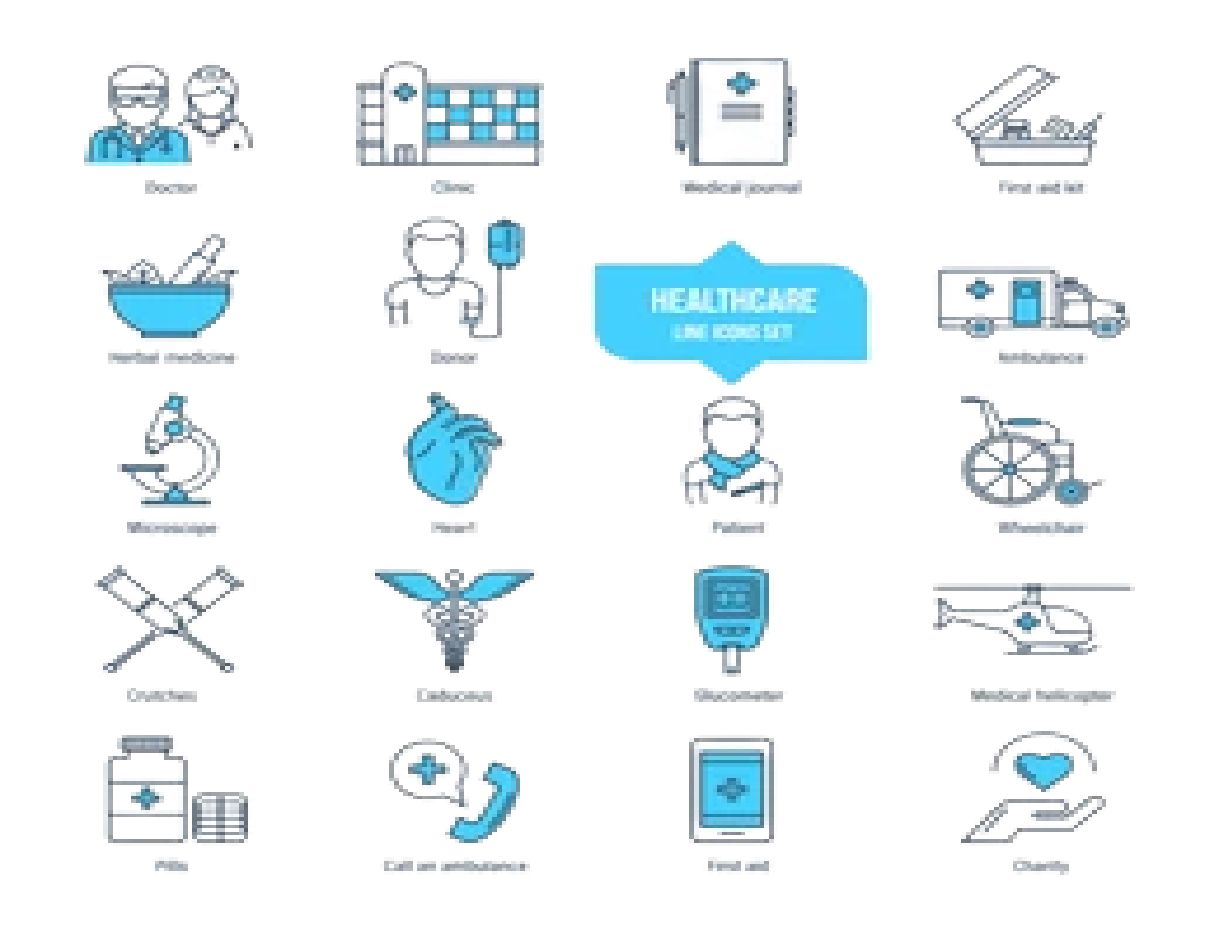 Doctor
Clinic
Medical journal
First aid kit
Herbal medicine
Donor
HEALTHCARE
LINE ICONS SET
Ambulance
Microscope
Heart
Patient
Wheelchair
Crutches
Caduceus
Glucometer
Medical helicopter
Pills
Call an ambulance
First aid
Charity